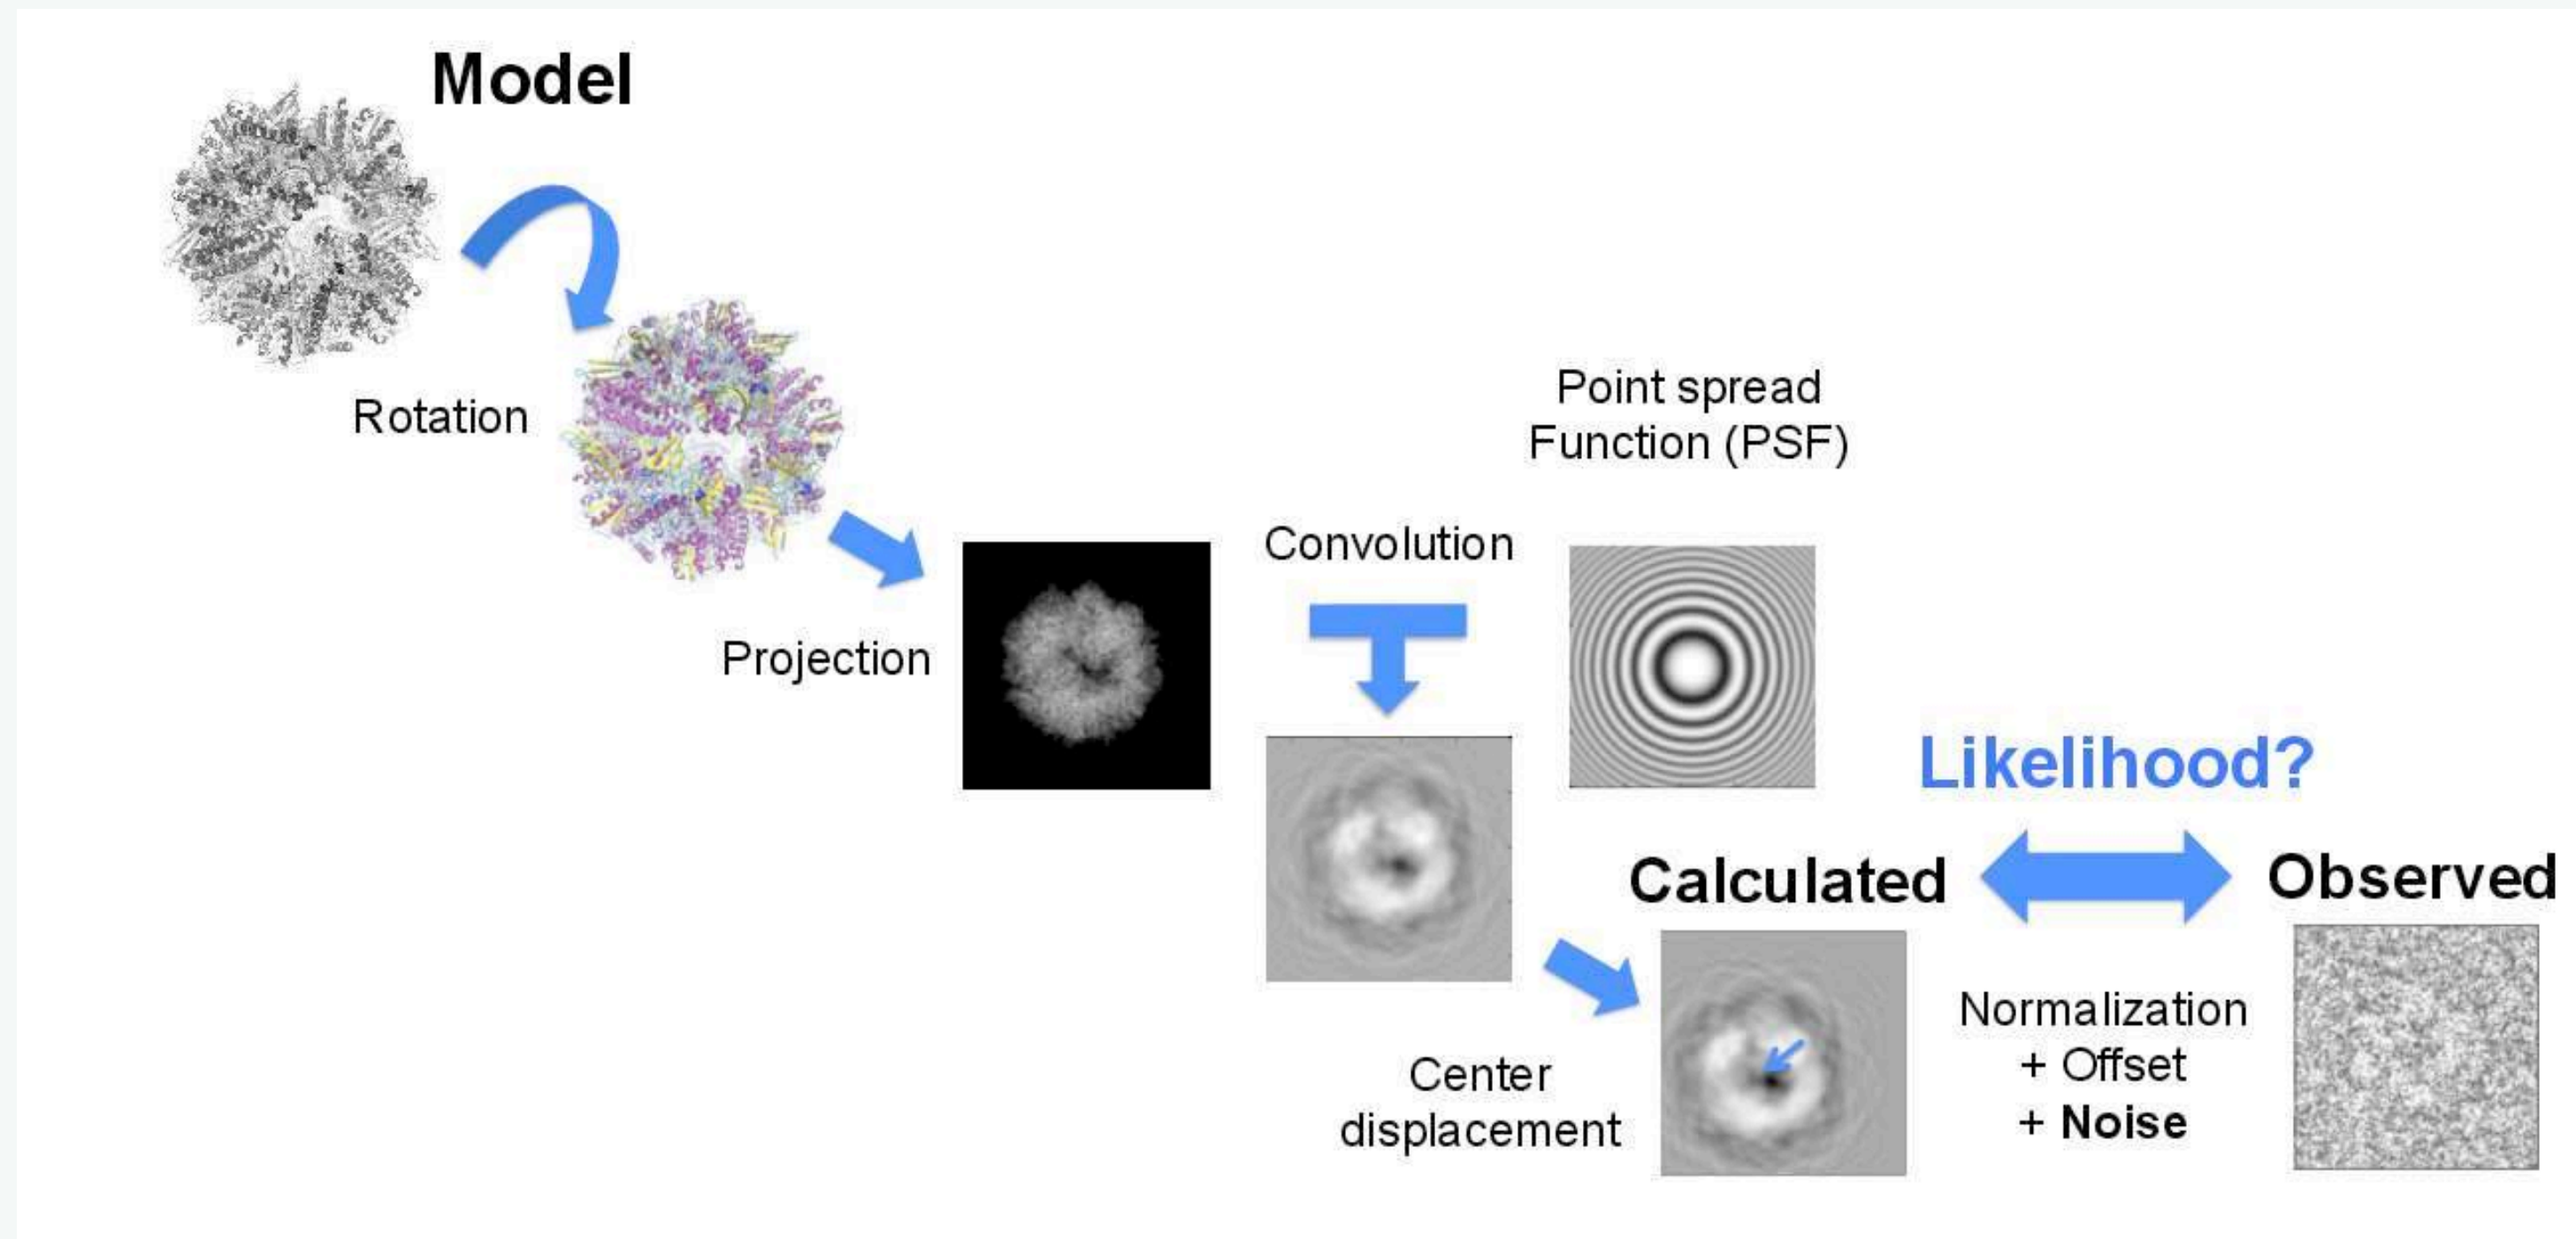 Model
Rotation
Projection
Convolution
Point spread
Function (PSF)
Center
displacement
Calculated
Likelihood?
Observed
Normalization
+ Offset
+ Noise